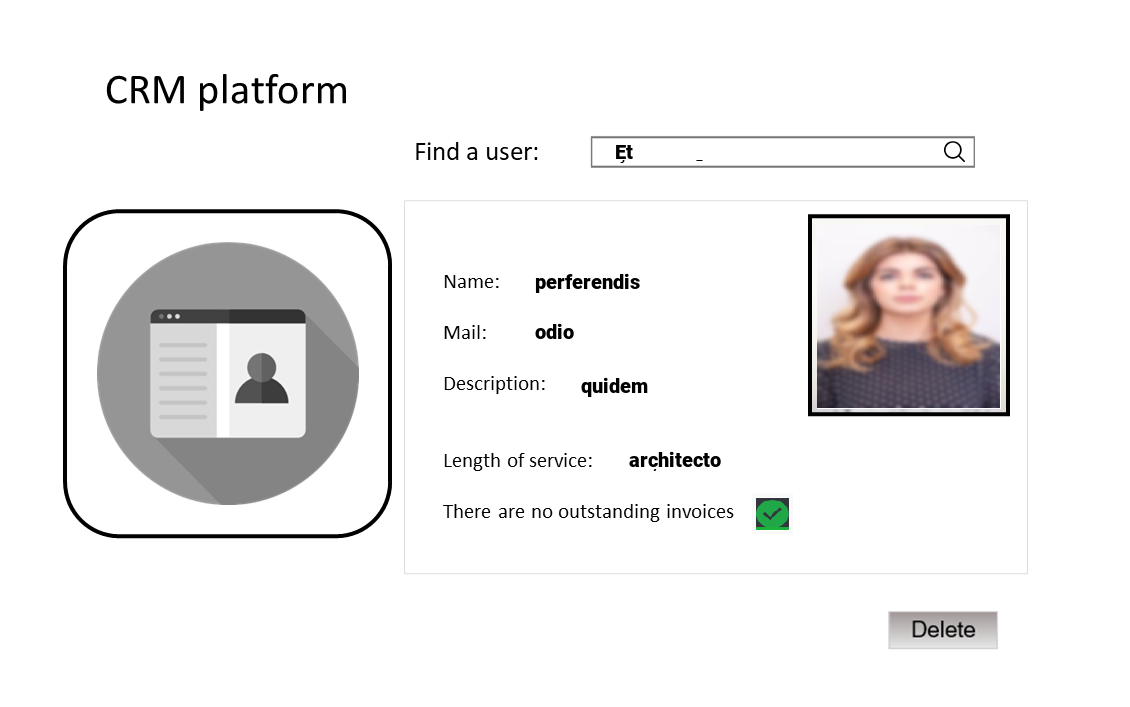 CRM platform
Find a user: Et _
Name: perferendis
Mail: odio
Description: quidem
Length of service: architecto
There are no outstanding invoices
Delete